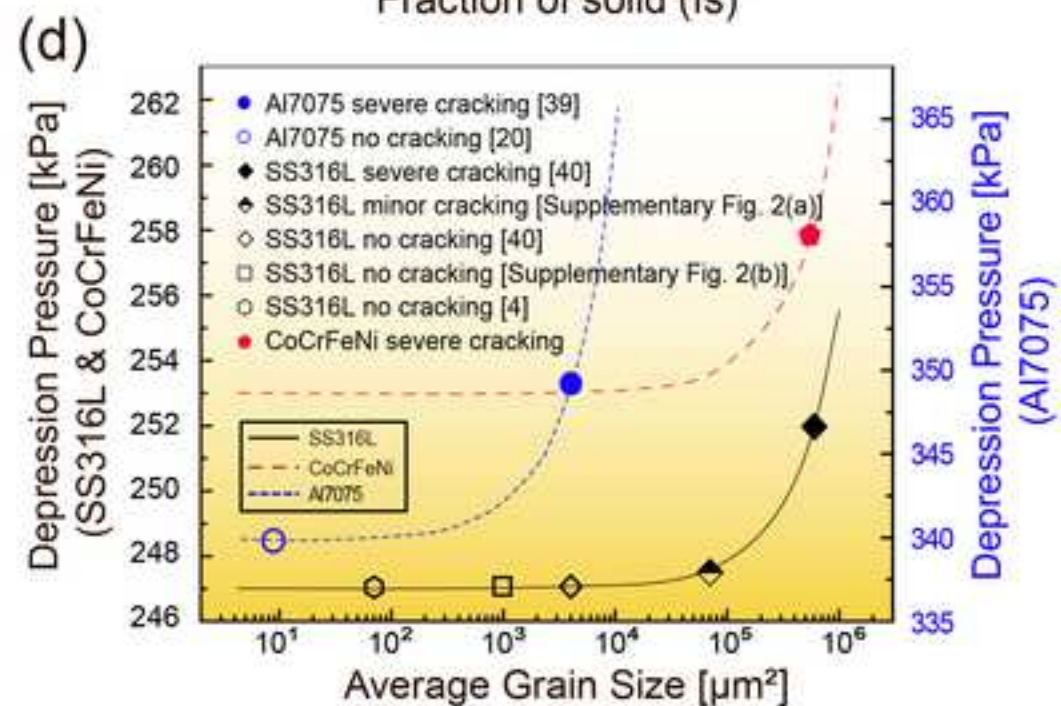 Fraction of solid (fs)
(d)
Depression Pressure [kPa]
(SS316L & CoCrFeNi)
262
260
258
256
254
252
250
248
246
Al7075 severe cracking [39]
Al7075 no cracking [20]
SS316L severe cracking [40]
SS316L minor cracking [Supplementary Fig. 2(a)]
SS316L no cracking [40]
SS316L no cracking [Supplementary Fig. 2(b)]
SS316L no cracking [4]
CoCrFeNi severe cracking
SS316L
CoCrFeNi
Al7075
365
360
355
350
345
340
335
Depression Pressure [kPa]
(Al7075)
10¹ 10² 10³ 10⁴ 10⁵ 10⁶
Average Grain Size [µm²]